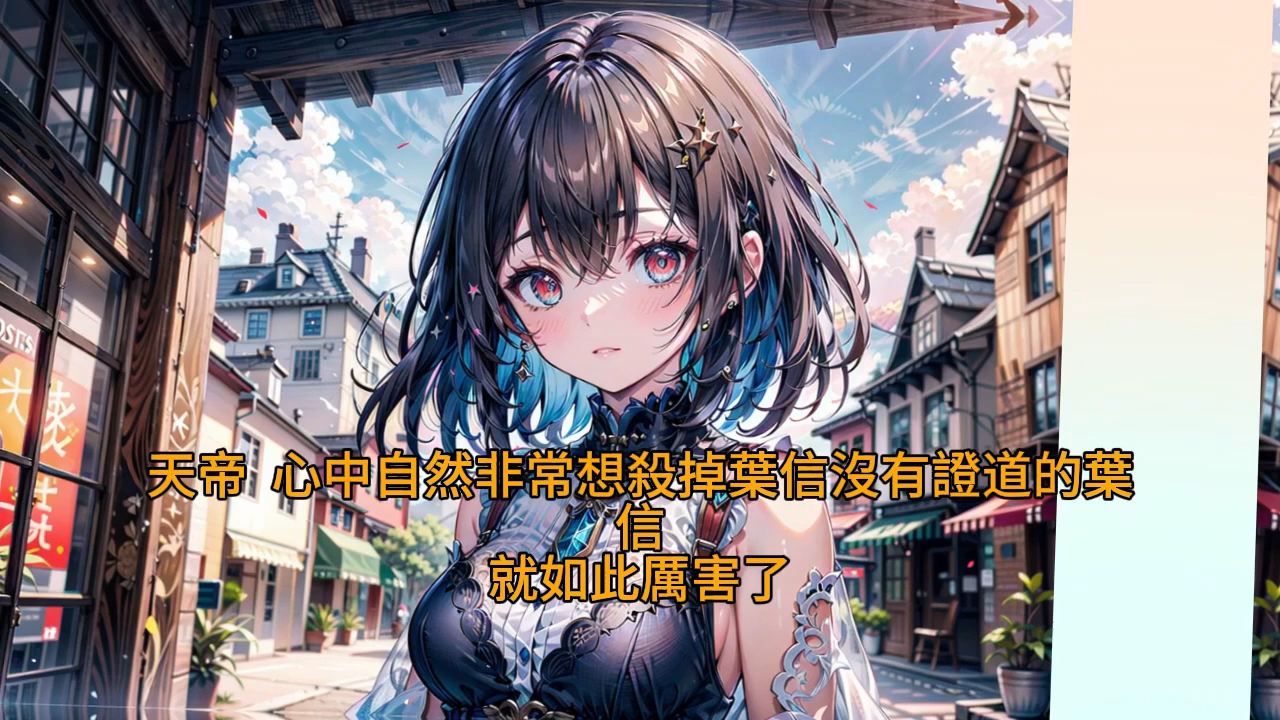 天帝 心中自然非常想殺掉葉信沒有證道的葉
信
就如此厲害了